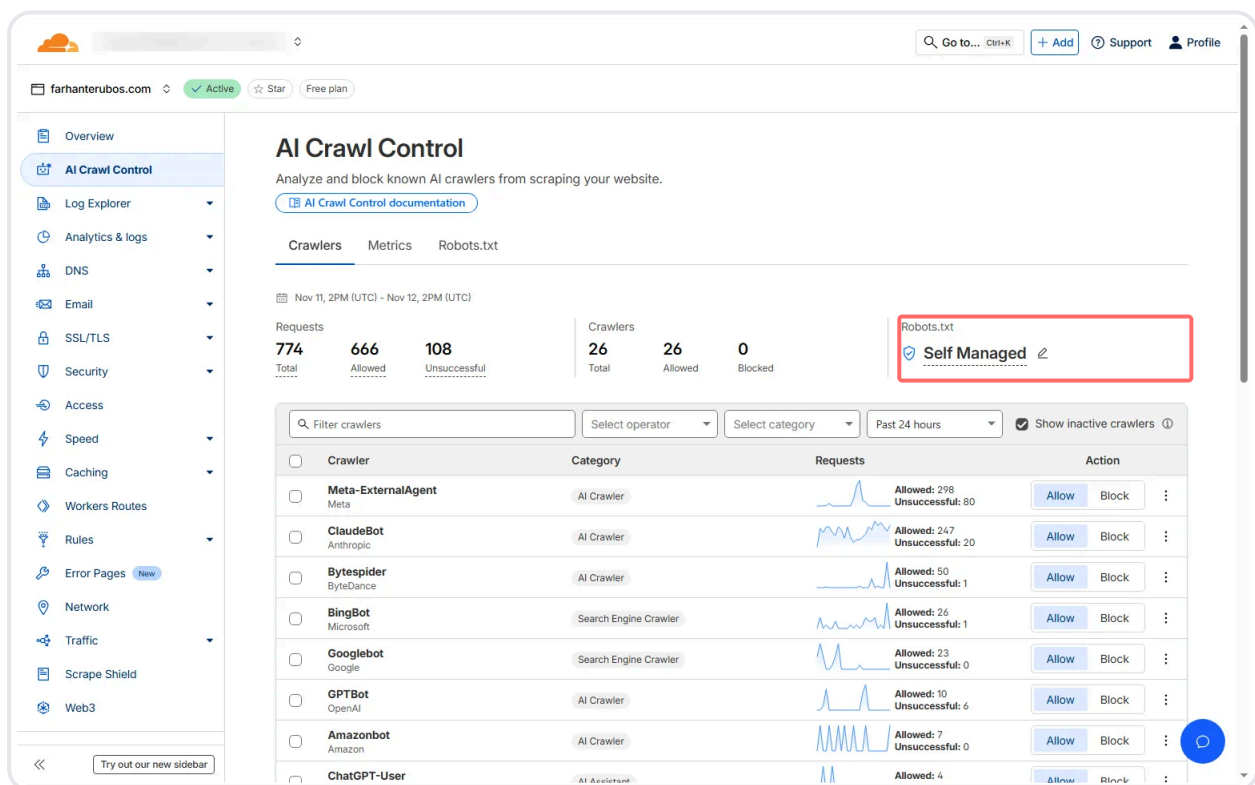 Go to... Ctrl+K + Add Support Profile
farhanterubos.com Active Star Free plan
Overview
AI Crawl Control
Log Explorer
Analytics & logs
DNS
Email
SSL/TLS
Security
Access
Speed
Caching
Workers Routes
Rules
Error Pages New
Network
Traffic
Scrape Shield
Web3
Try out our new sidebar
AI Crawl Control
Analyze and block known AI crawlers from scraping your website.
AI Crawl Control documentation
Crawlers Metrics Robots.txt
Nov 11, 2PM (UTC) - Nov 12, 2PM (UTC)
Requests
774 666 108
Total Allowed Unsuccessful
Crawlers
26 26 0
Total Allowed Blocked
Robots.txt
Self Managed
Filter crawlers Select operator Select category Past 24 hours Show inactive crawlers
Crawler Category Requests Action
Meta-ExternalAgent
Meta
AI Crawler
Allowed: 298
Unsuccessful: 80
Allow Block
ClaudeBot
Anthropic
AI Crawler
Allowed: 247
Unsuccessful: 20
Allow Block
Bytespider
ByteDance
AI Crawler
Allowed: 50
Unsuccessful: 1
Allow Block
BingBot
Microsoft
Search Engine Crawler
Allowed: 26
Unsuccessful: 1
Allow Block
Googlebot
Google
Search Engine Crawler
Allowed: 23
Unsuccessful: 0
Allow Block
GPTBot
OpenAI
AI Crawler
Allowed: 10
Unsuccessful: 6
Allow Block
Amazonbot
Amazon
AI Crawler
Allowed: 7
Unsuccessful: 0
Allow Block
ChatGPT-User
AI Assistant
Allowed: 4
Allow Block